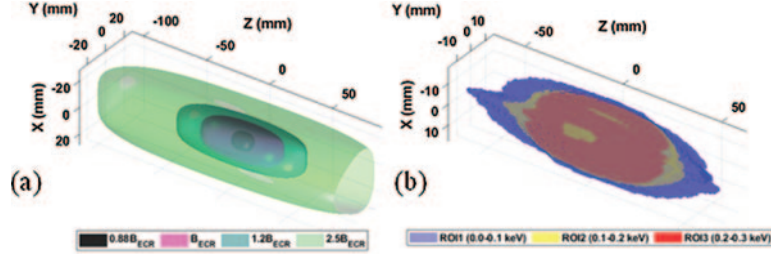 Y (mm) 20 0 -20
-100 -50 0 50
Z (mm)
X (mm) -20 0 20
(a)
0.88B_ECR B_ECR 1.2B_ECR 2.5B_ECR
Y (mm) 10 0 -10
-50 0 50
Z (mm)
X (mm) -10 0 10
(b)
ROI1 (0.0-0.1 keV) ROI2 (0.1-0.2 keV) ROI3 (0.2-0.3 keV)